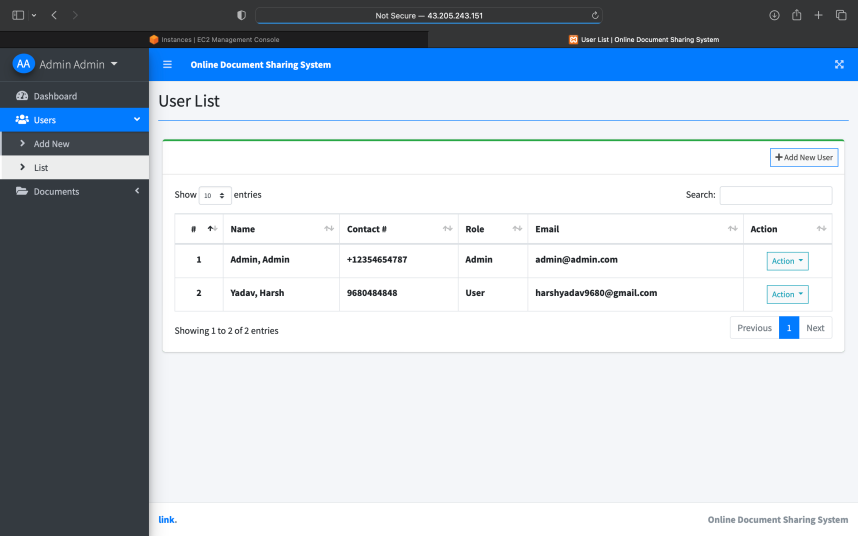 Not Secure — 43.205.243.151
Instances | EC2 Management Console
User List | Online Document Sharing System
AA Admin Admin
Online Document Sharing System
Dashboard
Users
Add New
List
Documents
User List
Add New User
Show 10 entries
Search:
# Name Contact # Role Email Action
1 Admin, Admin +12354654787 Admin admin@admin.com Action
2 Yadav, Harsh 9680484848 User harshyadav9680@gmail.com Action
Showing 1 to 2 of 2 entries
Previous 1 Next
link.
Online Document Sharing System